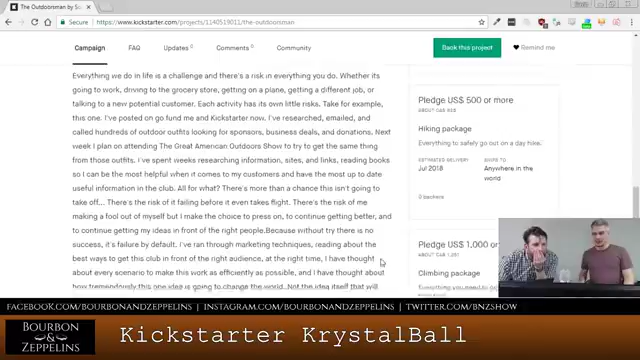 The Outdoorsman by Sc
https://www.kickstarter.com/projects/1140519011/the-outdoorsman
Campaign FAQ Updates Comments Community Back this project Remind me
Everything we do in life is a challenge and there's a risk in everything you do. Whether its
going to work, driving to the grocery store, getting on a plane, getting a different job, or
talking to a new potential customer. Each activity has its own little risks. Take for example,
this one. I've posted on go fund me and Kickstarter now. I've researched, emailed, and
called hundreds of outdoor outfits looking for sponsors, business deals, and donations. Next
week I plan on attending The Great American Outdoors Show to try to get the same thing
from those outfits. I've spent weeks researching information, sites, and links, reading books
so I can be the most helpful when it comes to my customers and have the most up to date
useful information in the club. All for what? There's more than a chance this isn't going to
take off... There's the risk of it failing before it even takes flight. There's the risk of me
making a fool out of myself but I make the choice to press on, to continue getting better, and
to continue getting my ideas in front of the right people.Because without try there is no
success, it's failure by default. I've ran through marketing techniques, reading about the
best ways to get this club in front of the right audience, at the right time, I have thought
about every scenario to make this work as efficiently as possible, and I have thought about
how tremendously this one idea is going to change the world. Not the idea itself that will
Pledge US$ 500 or more
Hiking package
Everything to safely go out on a day hike.
ESTIMATED DELIVERY
Jul 2018
SHIPS TO
Anywhere in the
world
0 backers
Pledge US$ 1,000 or
Climbing package
FACEBOOK.COM/BOURBONANDZEPPELINS | INSTAGRAM.COM/BOURBONANDZEPPELINS | TWITTER.COM/BNZSHOW
BOURBON
&
ZEPPELINS
Kickstarter KrystalBall